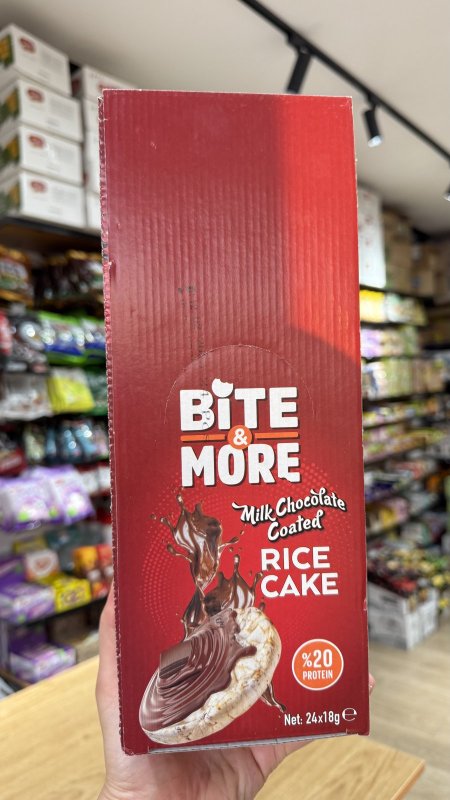 BiTE
&
MORE
Milk Chocolate
Coated
RICE
CAKE
%20
PROTEIN
Net: 24x18g ℮